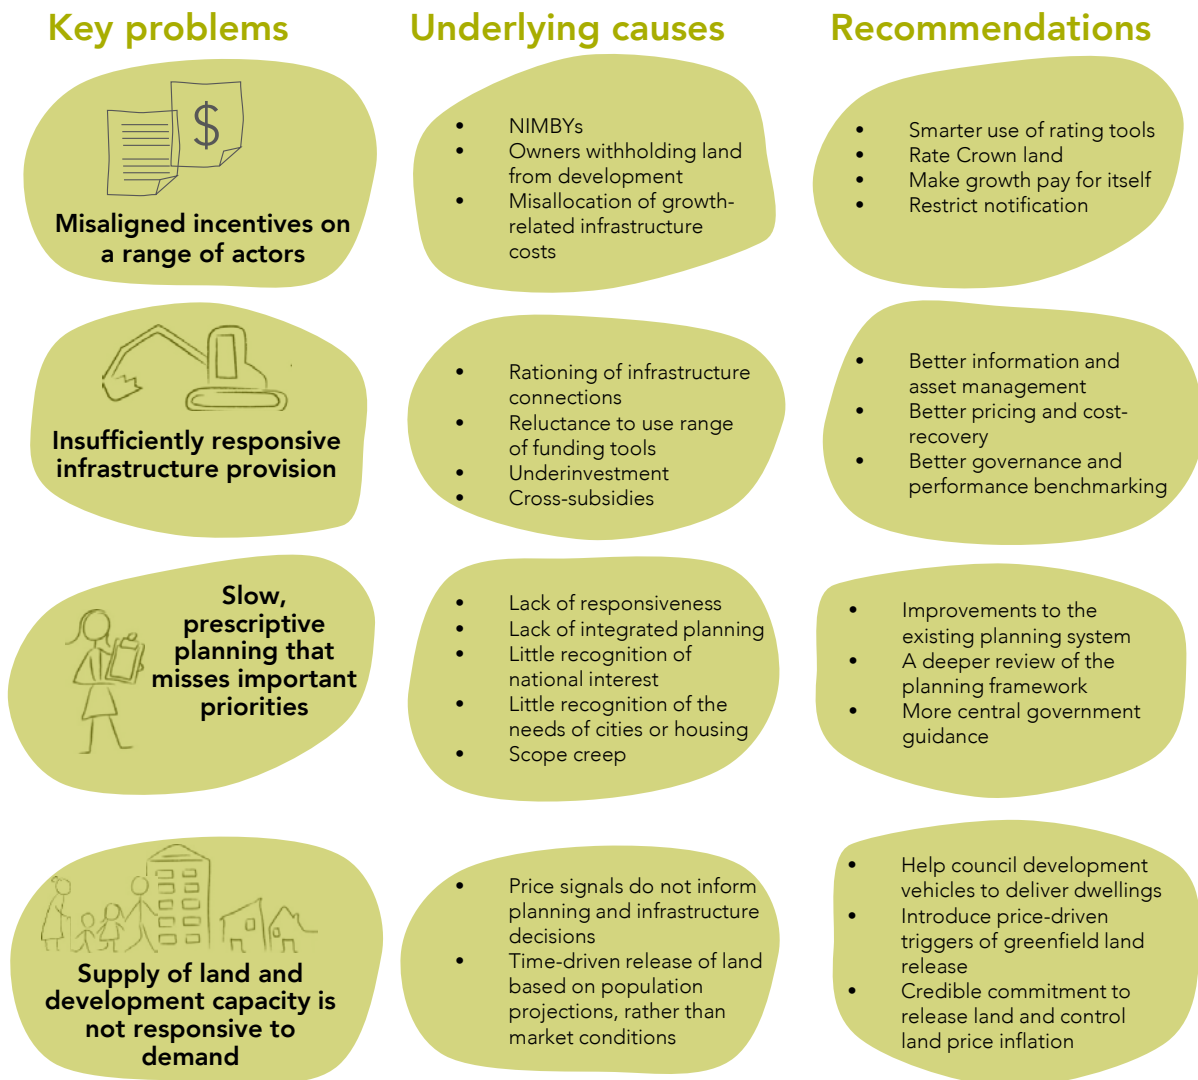 Key problems
Underlying causes
Recommendations
$
Misaligned incentives on
a range of actors
• NIMBYs
• Owners withholding land
from development
• Misallocation of growth-
related infrastructure
costs
• Smarter use of rating tools
• Rate Crown land
• Make growth pay for itself
• Restrict notification
Insufficiently responsive
infrastructure provision
• Rationing of infrastructure
connections
• Reluctance to use range
of funding tools
• Underinvestment
• Cross-subsidies
• Better information and
asset management
• Better pricing and cost-
recovery
• Better governance and
performance benchmarking
Slow,
prescriptive
planning that
misses important
priorities
• Lack of responsiveness
• Lack of integrated planning
• Little recognition of
national interest
• Little recognition of the
needs of cities or housing
• Scope creep
• Improvements to the
existing planning system
• A deeper review of the
planning framework
• More central government
guidance
Supply of land and
development capacity is
not responsive to
demand
• Price signals do not inform
planning and infrastructure
decisions
• Time-driven release of land
based on population
projections, rather than
market conditions
• Help council development
vehicles to deliver dwellings
• Introduce price-driven
triggers of greenfield land
release
• Credible commitment to
release land and control
land price inflation